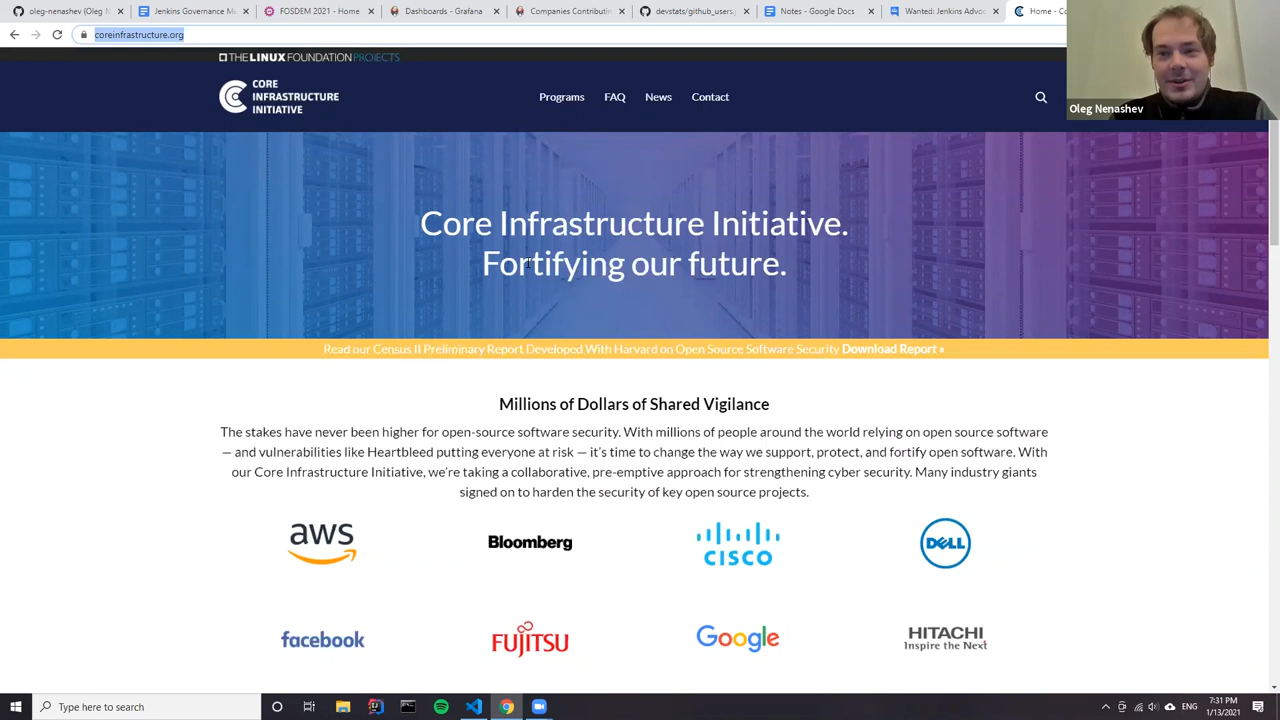 oleg-nenashev (Oleg N
Jenkins Governance M
FOSDEM 2021 - Home
Dashboards - Grafana
Companies Contributin
devstats/github_users.j
Notes - Google Docs
Wanted: Jenkins Advoc
Home - Co
coreinfrastructure.org
THE LINUX FOUNDATION PROJECTS
CORE
INFRASTRUCTURE
INITIATIVE
Programs FAQ News Contact
Oleg Nenashev
Core Infrastructure Initiative.
Fortifying our future.
Read our Census II Preliminary Report Developed With Harvard on Open Source Software Security Download Report »
Millions of Dollars of Shared Vigilance
The stakes have never been higher for open-source software security. With millions of people around the world relying on open source software
— and vulnerabilities like Heartbleed putting everyone at risk — it's time to change the way we support, protect, and fortify open software. With
our Core Infrastructure Initiative, we're taking a collaborative, pre-emptive approach for strengthening cyber security. Many industry giants
signed on to harden the security of key open source projects.
aws Bloomberg CISCO DELL
facebook FUJITSU Google HITACHI
Inspire the Next
Type here to search
ENG
7:31 PM
1/13/2021